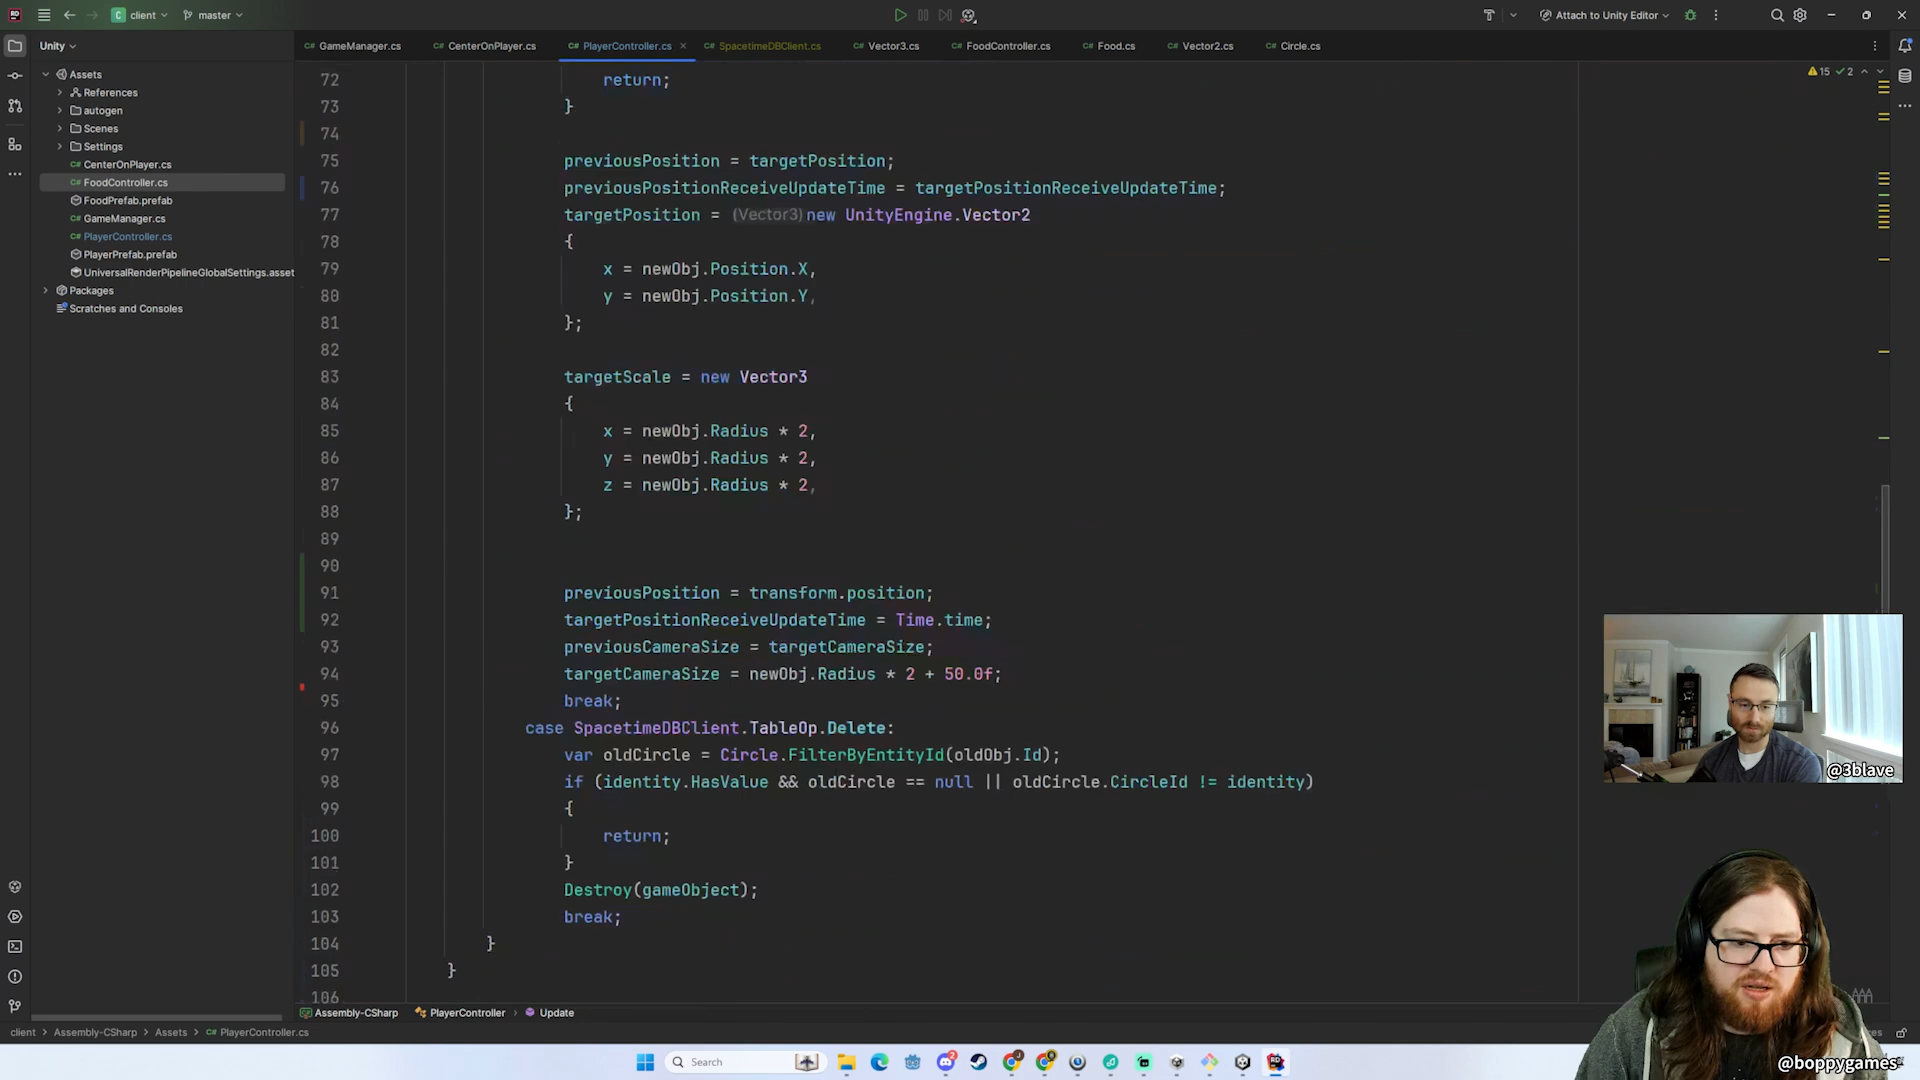 client
master
Attach to Unity Editor
Unity
GameManager.cs
CenterOnPlayer.cs
PlayerController.cs
SpacetimeDBClient.cs
Vector3.cs
FoodController.cs
Food.cs
Vector2.cs
Circle.cs
Assets
References
autogen
Scenes
Settings
CenterOnPlayer.cs
FoodController.cs
FoodPrefab.prefab
GameManager.cs
PlayerController.cs
PlayerPrefab.prefab
UniversalRenderPipelineGlobalSettings.asset
Packages
Scratches and Consoles
15 2
72 return;
73 }
74
75 previousPosition = targetPosition;
76 previousPositionReceiveUpdateTime = targetPositionReceiveUpdateTime;
77 targetPosition = (Vector3)new UnityEngine.Vector2
78 {
79 x = newObj.Position.X,
80 y = newObj.Position.Y,
81 };
82
83 targetScale = new Vector3
84 {
85 x = newObj.Radius * 2,
86 y = newObj.Radius * 2,
87 z = newObj.Radius * 2,
88 };
89
90
91 previousPosition = transform.position;
92 targetPositionReceiveUpdateTime = Time.time;
93 previousCameraSize = targetCameraSize;
94 targetCameraSize = newObj.Radius * 2 + 50.0f;
95 break;
96 case SpacetimeDBClient.TableOp.Delete:
97 var oldCircle = Circle.FilterByEntityId(oldObj.Id);
98 if (identity.HasValue && oldCircle == null || oldCircle.CircleId != identity)
99 {
100 return;
101 }
102 Destroy(gameObject);
103 break;
104 }
105 }
106
@3blave
Assembly-CSharp PlayerController Update
client Assembly-CSharp Assets PlayerController.cs
Search
@boppygames